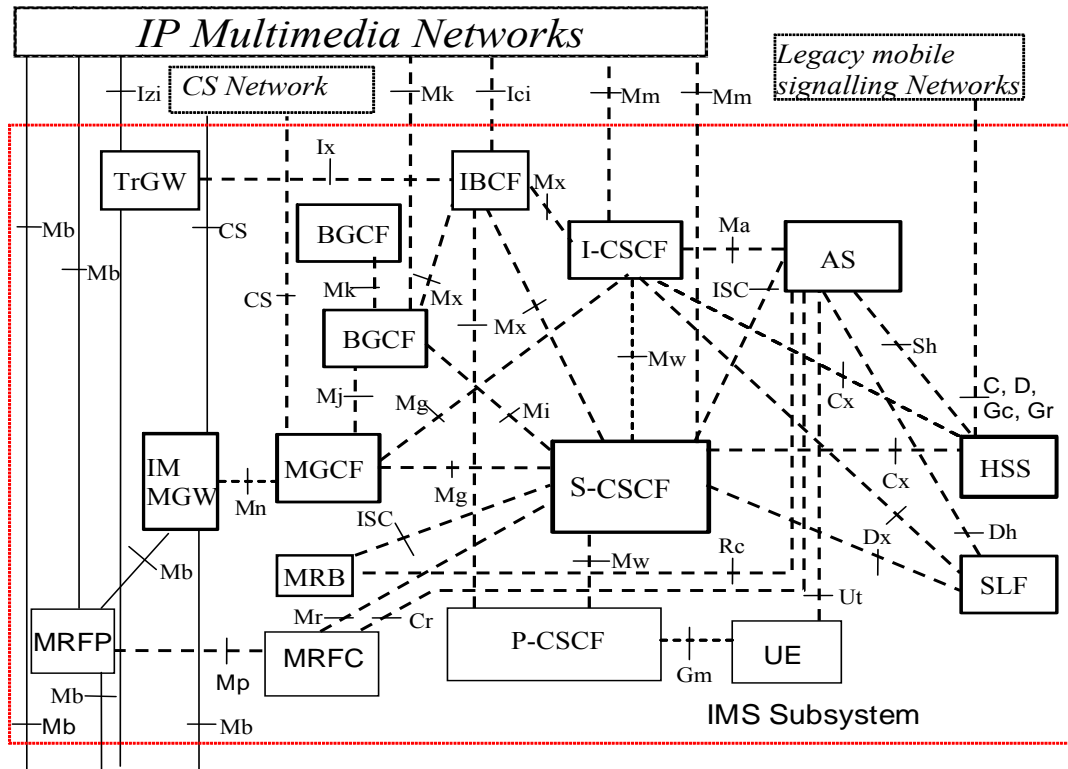 IP Multimedia Networks
Legacy mobile
signalling Networks
CS Network
Izi
Mk
Ici
Mm
Mm
Ix
TrGW
IBCF
Mx
Mb
CS
BGCF
I-CSCF
Ma
AS
Mb
CS
Mk
Mx
Mx
ISC
BGCF
Mw
Sh
Mj
Mg
Mi
Cx
C, D,
Gc, Gr
IM
MGW
Mn
MGCF
Mg
S-CSCF
Cx
HSS
ISC
Mb
MRB
Mw
Rc
Dx
Dh
SLF
Mr
Cr
Ut
MRFP
Mp
MRFC
P-CSCF
Gm
UE
Mb
Mb
Mb
IMS Subsystem